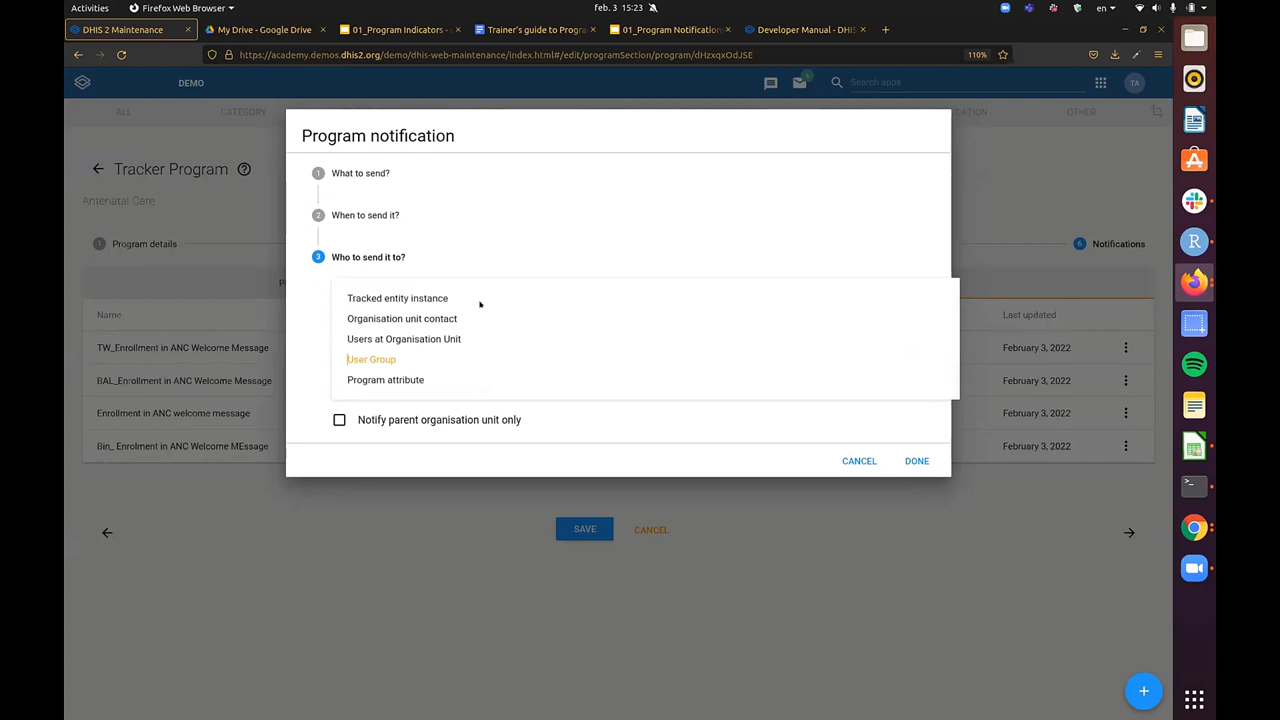 Activities
Firefox Web Browser
feb. 3 15:23
en
DHIS 2 Maintenance
My Drive - Google Drive
01_Program Indicators -
Trainer's guide to Progra
01_Program Notification
Developer Manual - DHIS
https://academy.demos.dhis2.org/demo/dhis-web-maintenance/index.html#/edit/programSection/program/dHzxqxOdJSE
110%
DEMO
Search apps
TA
ALL
CATEGORY
OTHER
Program notification
1 What to send?
2 When to send it?
3 Who to send it to?
Tracked entity instance
Organisation unit contact
Users at Organisation Unit
User Group
Program attribute
Notify parent organisation unit only
CANCEL
DONE
Tracker Program
Antenatal Care
1 Program details
6 Notifications
Name
Last updated
TW_Enrollment in ANC Welcome Message
February 3, 2022
BAL_Enrollment in ANC Welcome Message
February 3, 2022
Enrollment in ANC welcome message
February 3, 2022
Bin_ Enrolment in ANC Welcome MEssage
February 3, 2022
SAVE
CANCEL